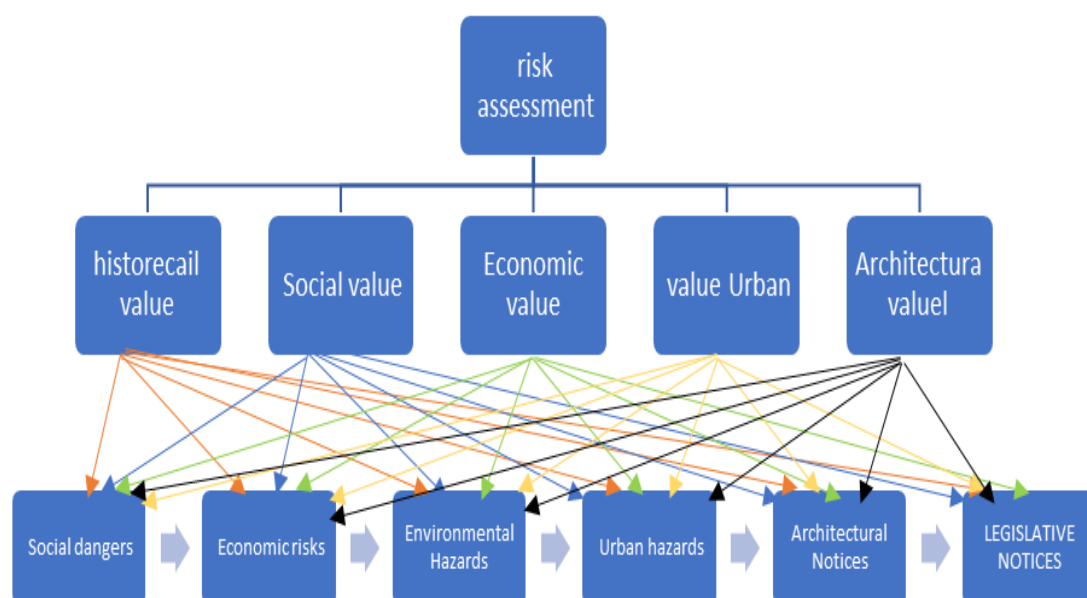 risk
assessment
historecail
value
Social value
Economic
value
value Urban
Architectura
valuel
Social dangers
Economic risks
Environmental
Hazards
Urban hazards
Architectural
Notices
LEGISLATIVE
NOTICES